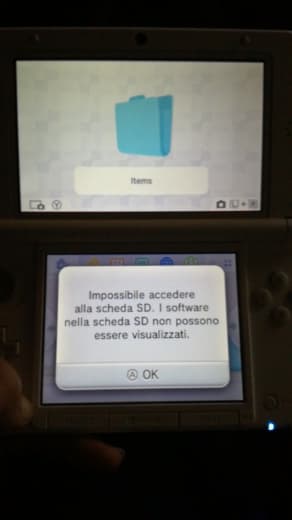 Items
Impossibile accedere
alla scheda SD. I software
nella scheda SD non possono
essere visualizzati.
Ⓐ OK